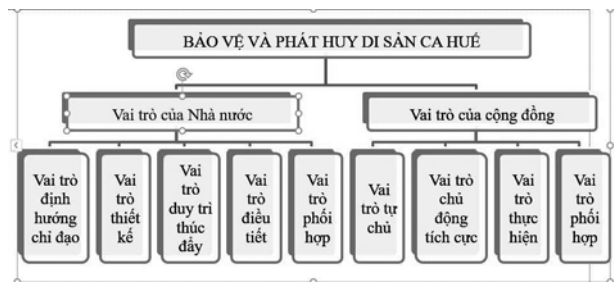 BẢO VỆ VÀ PHÁT HUY DI SẢN CA HUẾ
Vai trò của Nhà nước
Vai trò của cộng đồng
Vai trò
định
hướng
chỉ đạo
Vai
trò
thiết
kế
Vai
trò
duy trì
thúc
đẩy
Vai
trò
điều
tiết
Vai
trò
phối
hợp
Vai
trò tự
chủ
Vai trò
chủ
động
tích cực
Vai
trò
thực
hiện
Vai
trò
phối
hợp